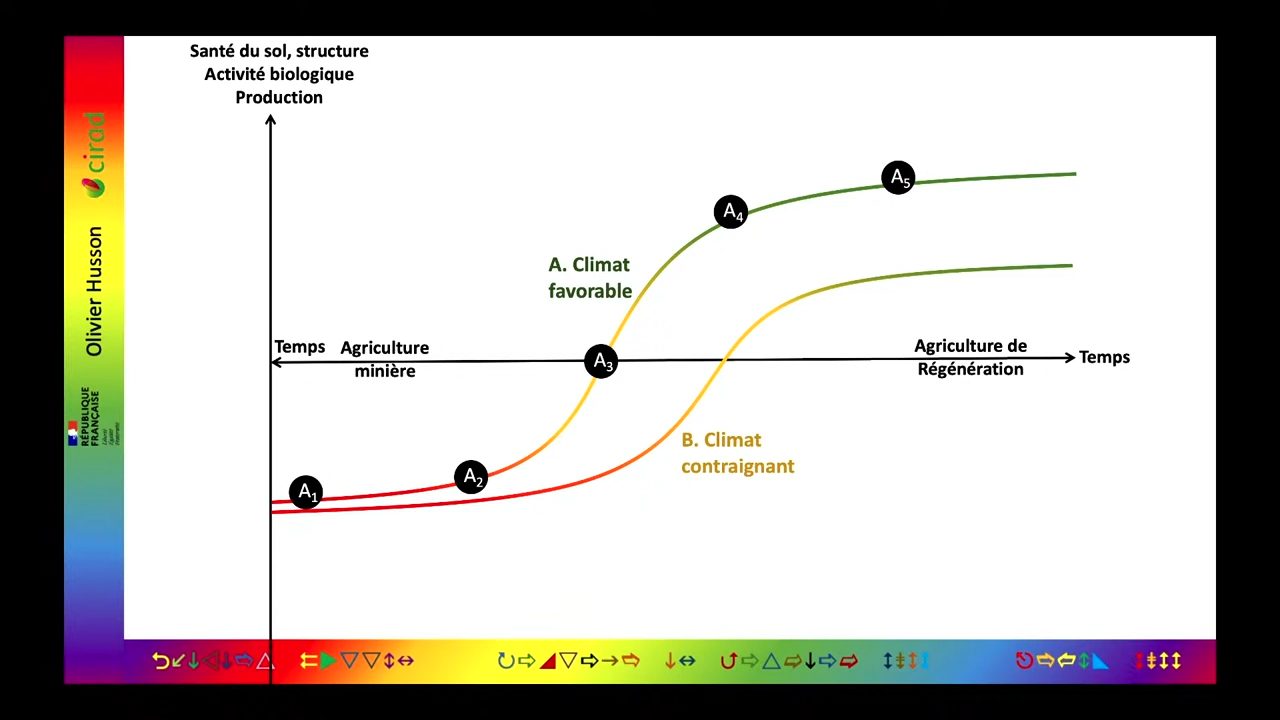 Santé du sol, structure
Activité biologique
Production
A5
A4
A. Climat
favorable
Temps
Agriculture
minière
A3
Agriculture de
Régénération
Temps
B. Climat
contraignant
A2
A1
cirad
Olivier Husson
RÉPUBLIQUE
FRANÇAISE